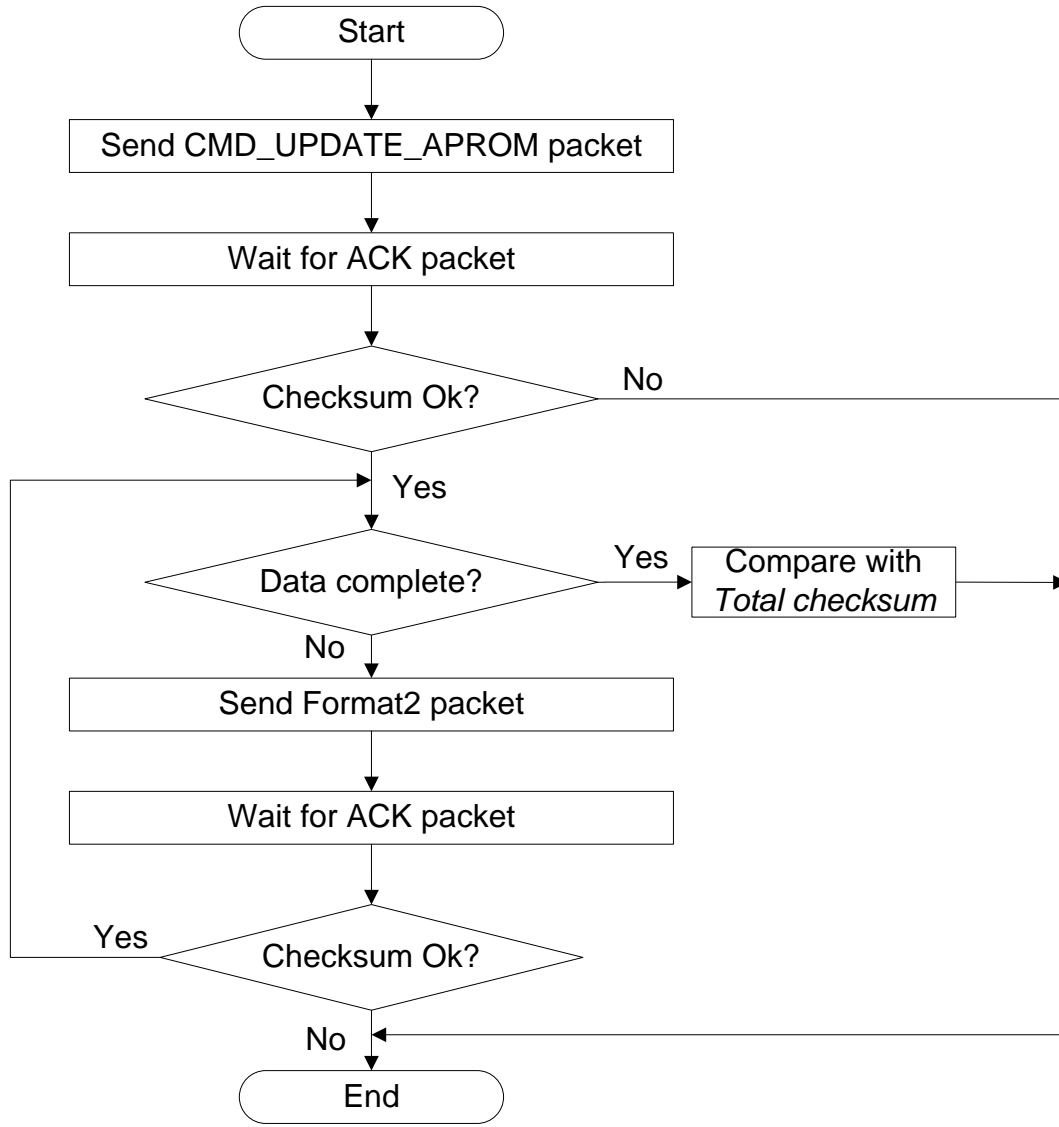 Start
Send CMD_UPDATE_APROM packet
Wait for ACK packet
Checksum Ok?
No
Yes
Data complete?
Yes
Compare with
Total checksum
No
Send Format2 packet
Wait for ACK packet
Checksum Ok?
Yes
No
End